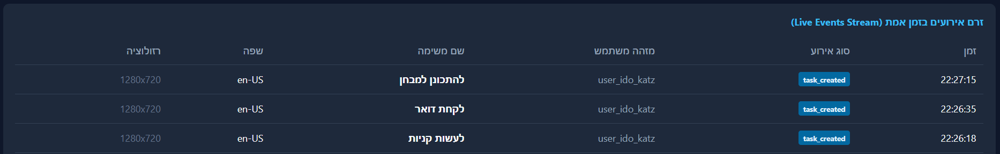 זרם אירועים בזמן אמת (Live Events Stream)
זמן סוג אירוע מזהה משתמש שם משימה שפה רזולוציה
22:27:15 task_created user_ido_katz להתכונן למבחן en-US 1280x720
22:26:35 task_created user_ido_katz לקחת דואר en-US 1280x720
22:26:18 task_created user_ido_katz לעשות קניות en-US 1280x720